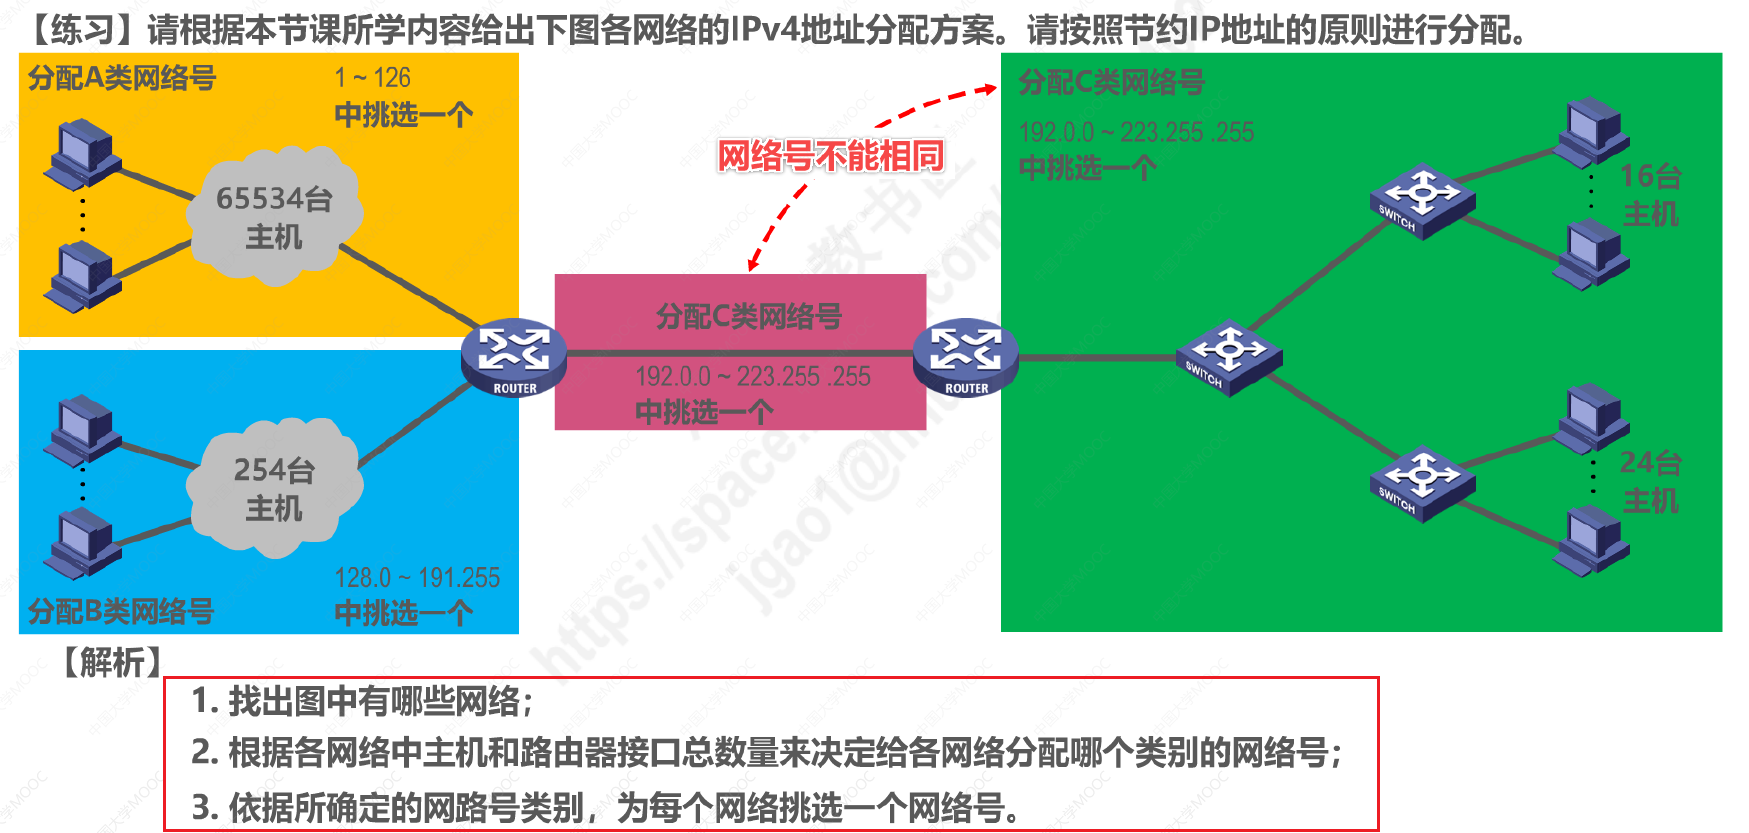 【练习】请根据本节课所学内容给出下图各网络的IPv4地址分配方案。请按照节约IP地址的原则进行分配。
分配A类网络号
1 ~ 126
中挑选一个
65534台
主机
254台
主机
128.0 ~ 191.255
中挑选一个
分配B类网络号
ROUTER
分配C类网络号
192.0.0 ~ 223.255 .255
中挑选一个
网络号不能相同
ROUTER
分配C类网络号
192.0.0 ~ 223.255 .255
中挑选一个
SWITCH
SWITCH
SWITCH
16台
主机
24台
主机
【解析】
1. 找出图中有哪些网络；
2. 根据各网络中主机和路由器接口总数量来决定给各网络分配哪个类别的网络号；
3. 依据所确定的网路号类别，为每个网络挑选一个网络号。